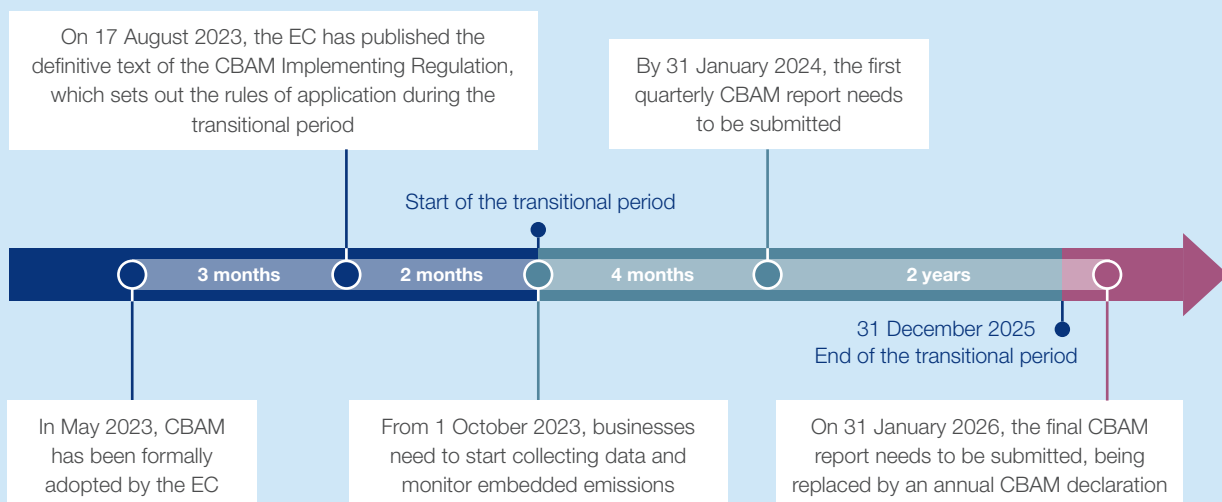 On 17 August 2023, the EC has published the
definitive text of the CBAM Implementing Regulation,
which sets out the rules of application during the
transitional period
By 31 January 2024, the first
quarterly CBAM report needs
to be submitted
Start of the transitional period
3 months
2 months
4 months
2 years
31 December 2025
End of the transitional period
In May 2023, CBAM
has been formally
adopted by the EC
From 1 October 2023, businesses
need to start collecting data and
monitor embedded emissions
On 31 January 2026, the final CBAM
report needs to be submitted, being
replaced by an annual CBAM declaration